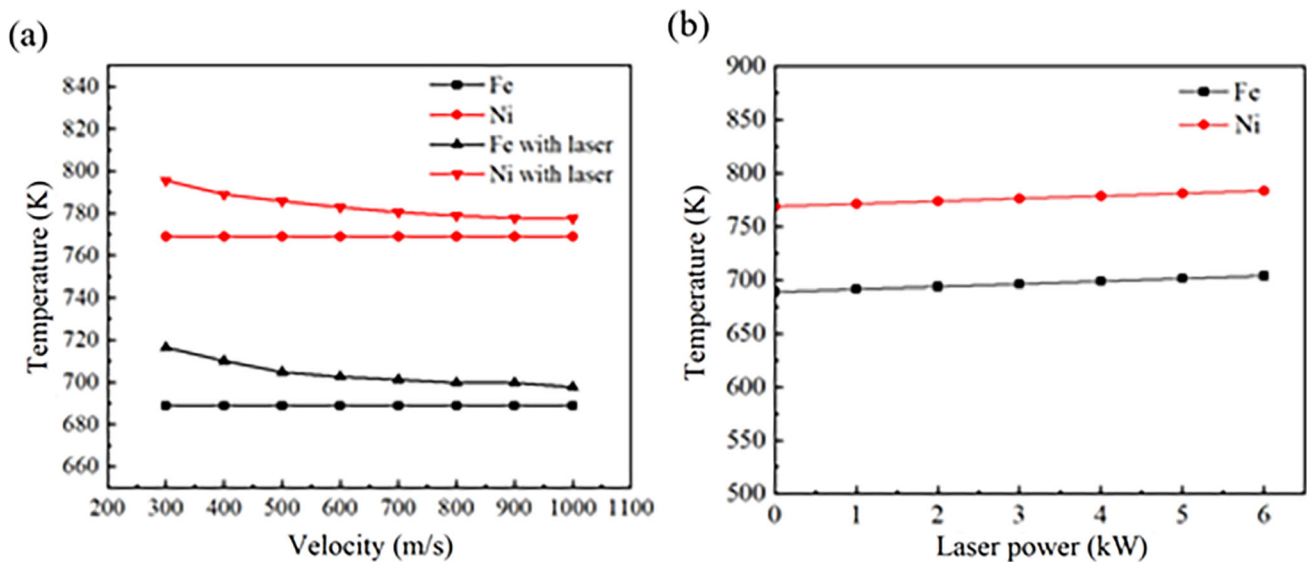 (a)
Temperature (K)
840
820
800
780
760
740
720
700
680
660
200 300 400 500 600 700 800 900 1000 1100
Velocity (m/s)
Fe
Ni
Fe with laser
Ni with laser
(b)
Temperature (K)
900
850
800
750
700
650
600
550
500
0 1 2 3 4 5 6
Laser power (kW)
Fe
Ni